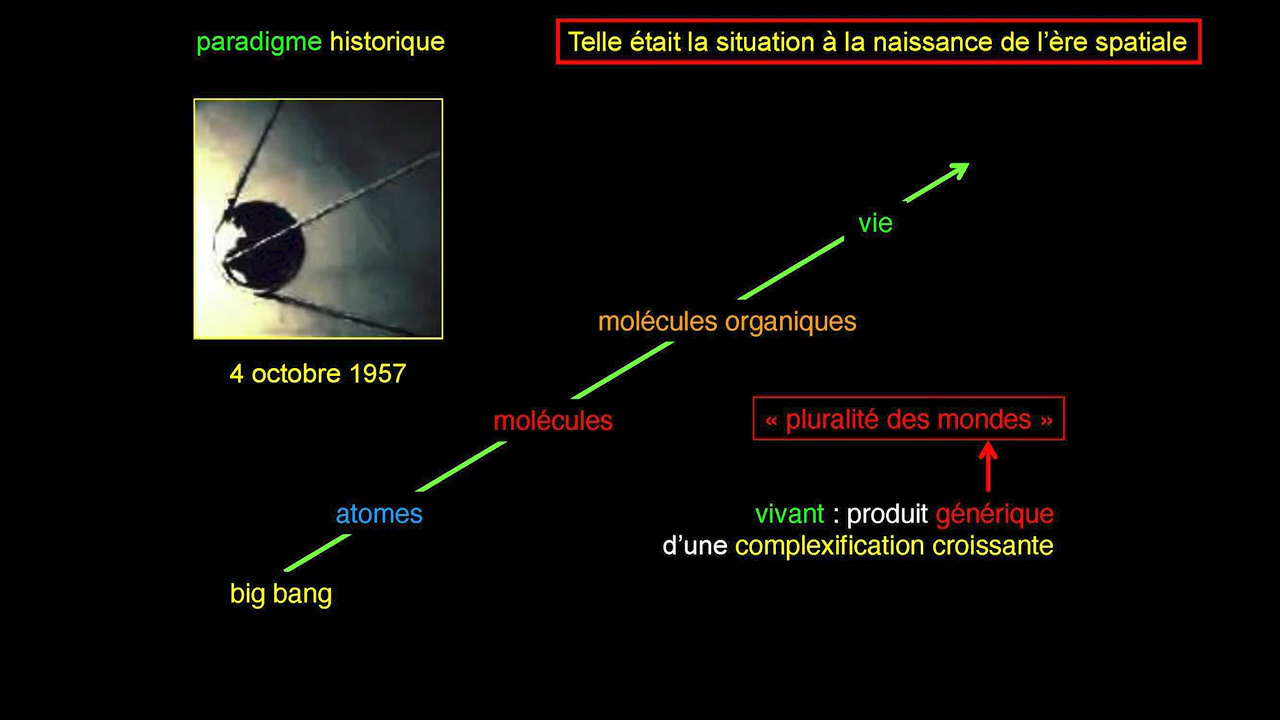 paradigme historique
Telle était la situation à la naissance de l'ère spatiale
vie
molécules organiques
4 octobre 1957
molécules
« pluralité des mondes »
atomes
vivant : produit générique
d'une complexification croissante
big bang